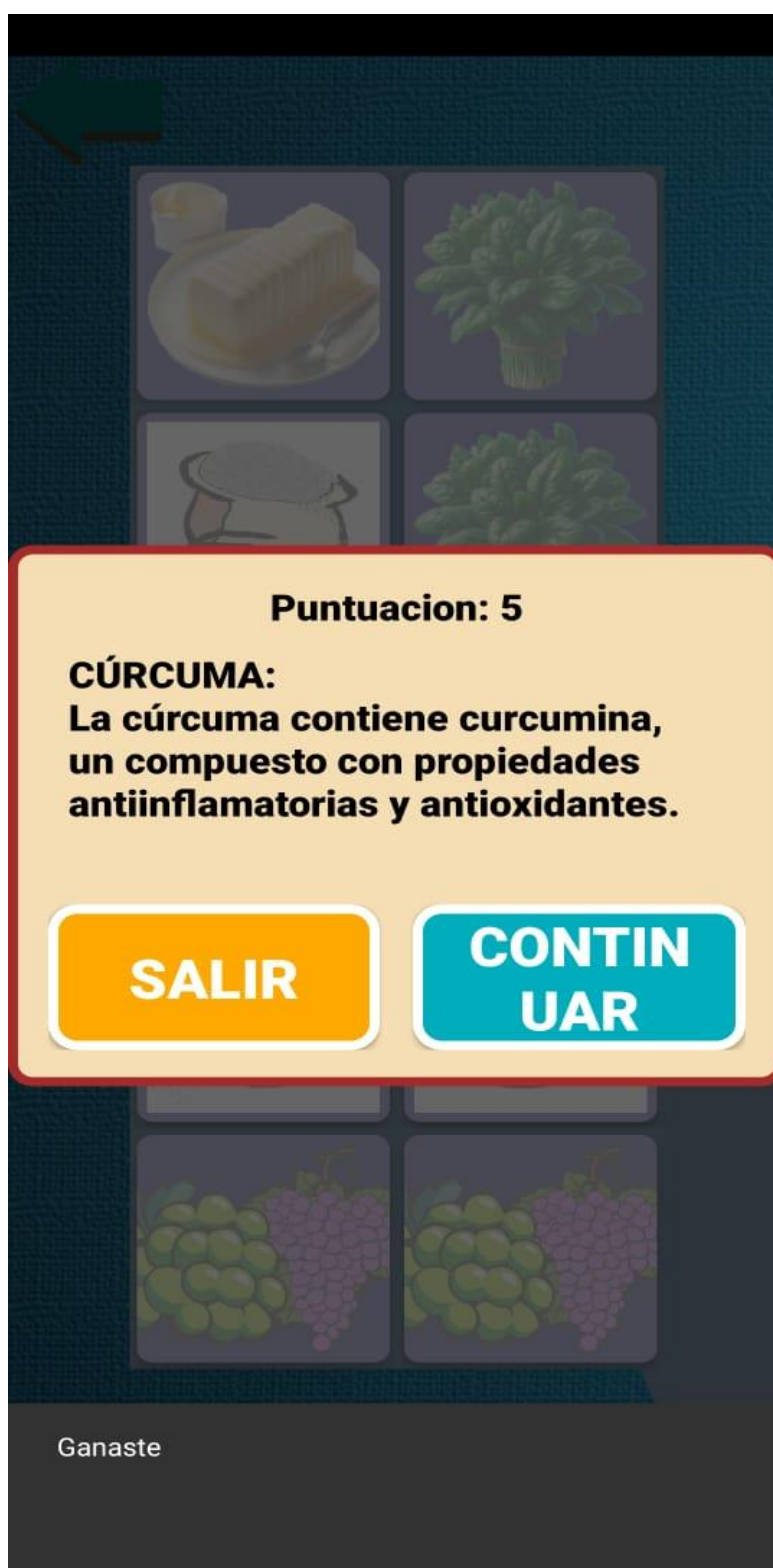 Puntuacion: 5
CÚRCUMA:
La cúrcuma contiene curcumina,
un compuesto con propiedades
antiinflamatorias y antioxidantes.
SALIR
CONTIN
UAR
Ganaste